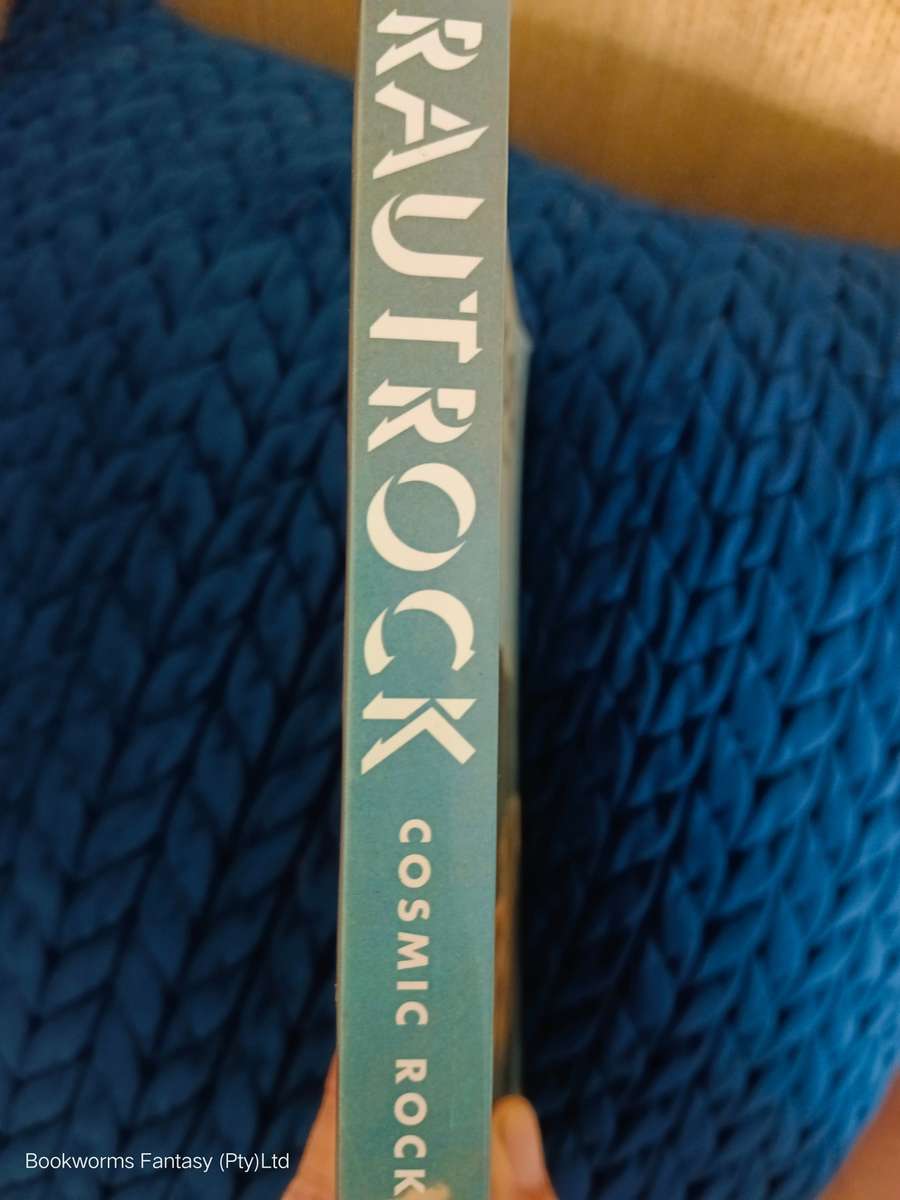 RAUTROCK COSMIC ROCK
Bookworms Fantasy (Pty)Ltd